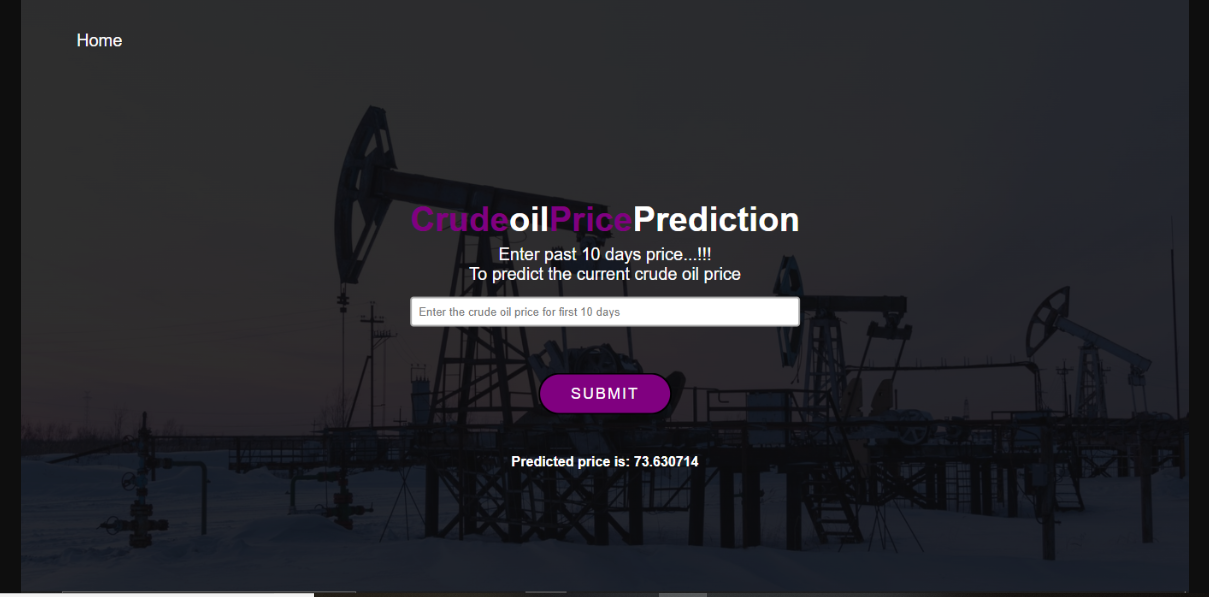 Home
CrudeoilPricePrediction
Enter past 10 days price...!!!
To predict the current crude oil price
Enter the crude oil price for first 10 days
SUBMIT
Predicted price is: 73.630714